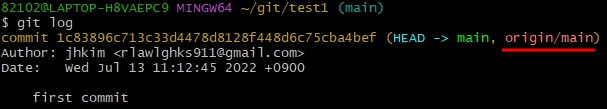 82102@LAPTOP-H8VAEPC9 MINGW64 ~/git/test1 (main)
$ git log
commit 1c83896c713c33d4478d8128f448d6c75cba4bef (HEAD -> main, origin/main)
Author: jhkim <rlawlghks911@gmail.com>
Date:   Wed Jul 13 11:12:45 2022 +0900
    first commit